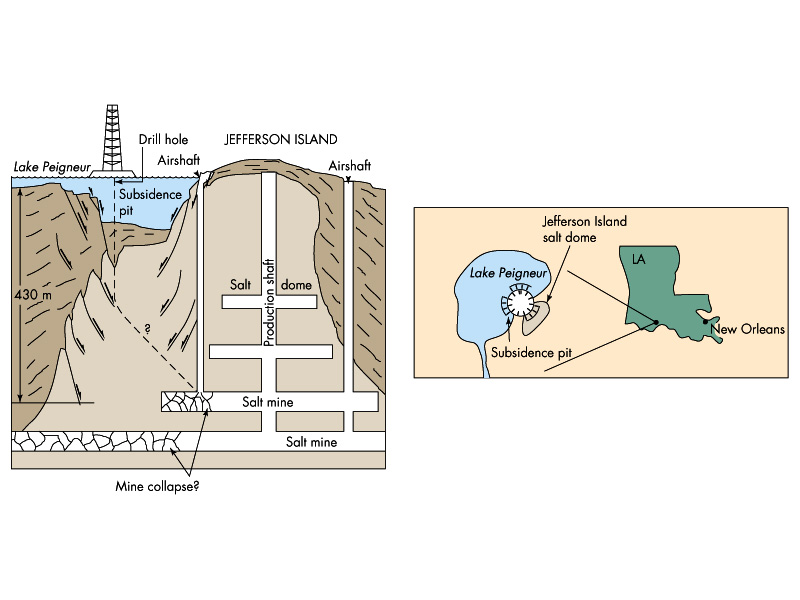 Drill hole
JEFFERSON ISLAND
Airshaft
Airshaft
Lake Peigneur
Subsidence
pit
430 m
Salt
dome
Production shaft
?
Salt mine
Salt mine
Mine collapse?
Jefferson Island
salt dome
Lake Peigneur
LA
New Orleans
Subsidence pit